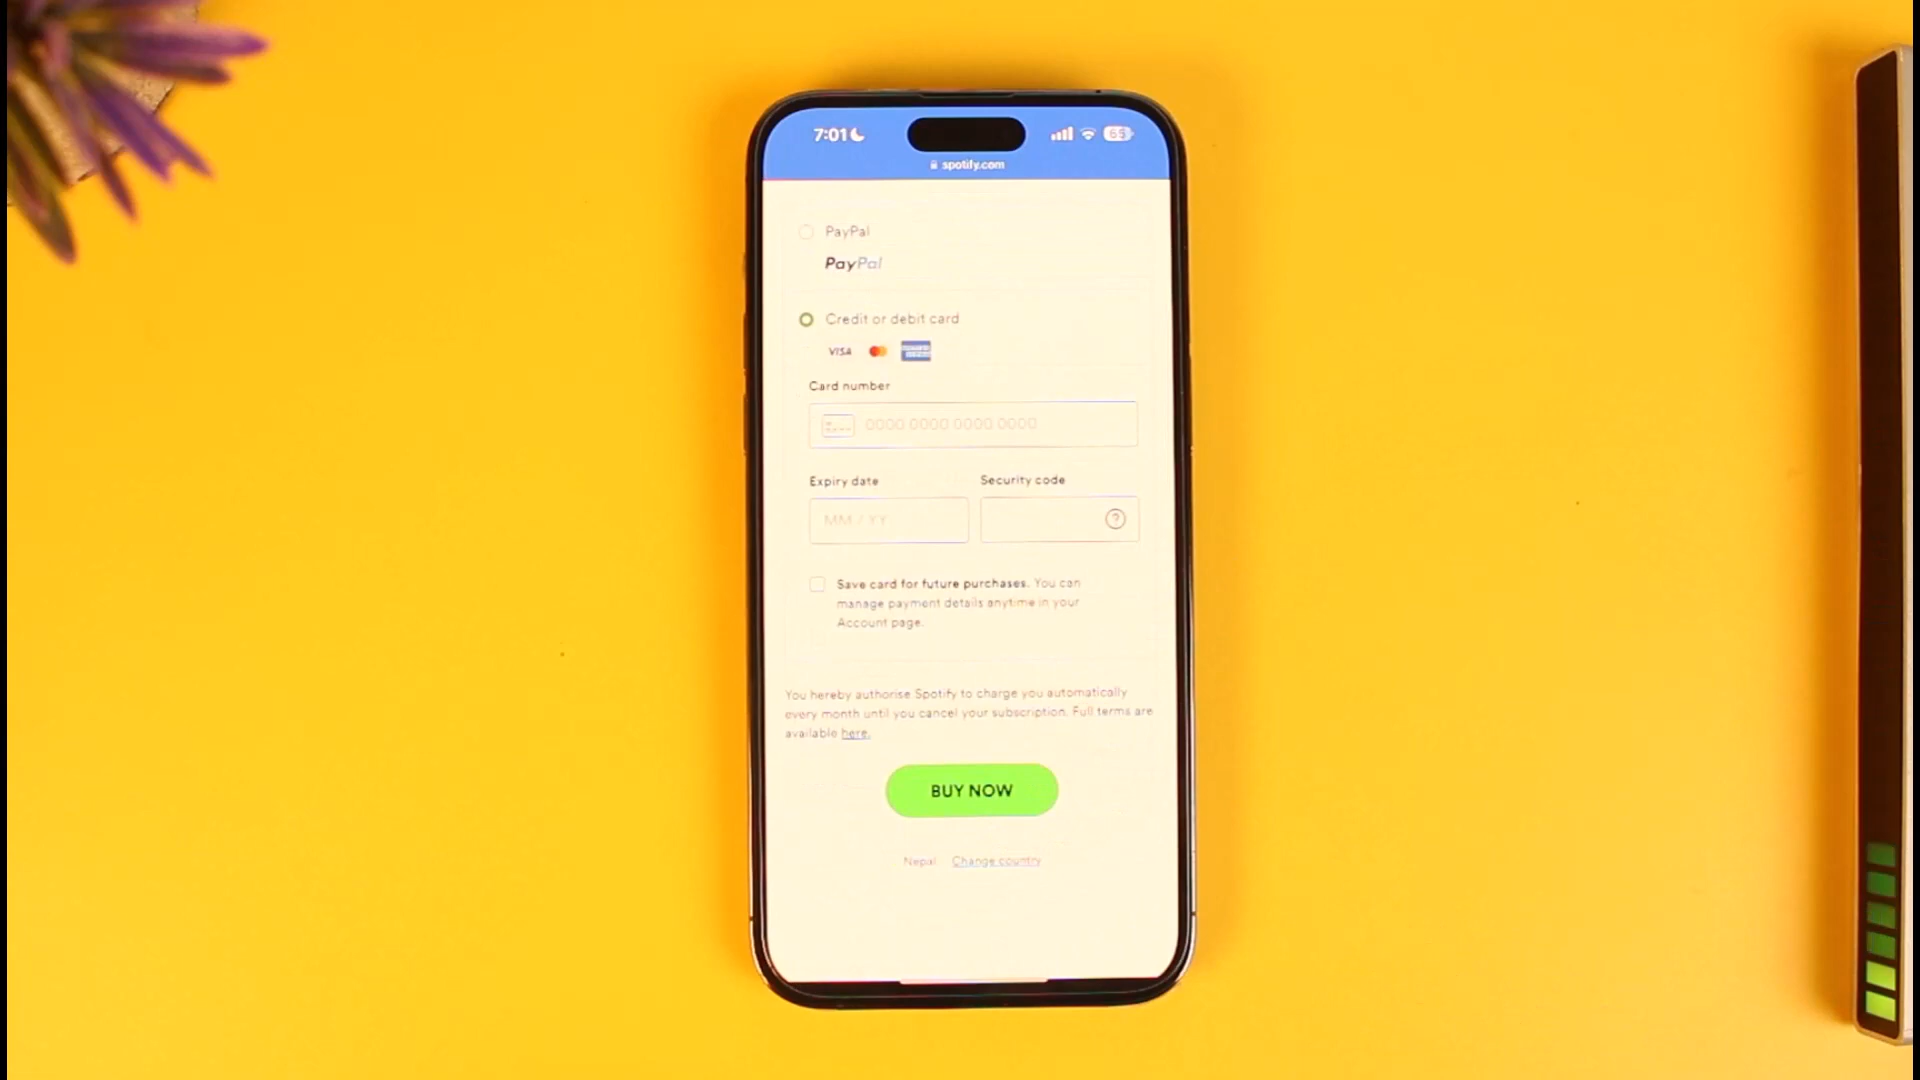 7:01
65
spotify.com
PayPal
PayPal
Credit or debit card
VISA
Card number
0000 0000 0000 0000
Expiry date
Security code
MM / YY
?
Save card for future purchases. You can
manage payment details anytime in your
Account page.
You hereby authorise Spotify to charge you automatically
every month until you cancel your subscription. Full terms are
available here.
BUY NOW
Nepal Change country